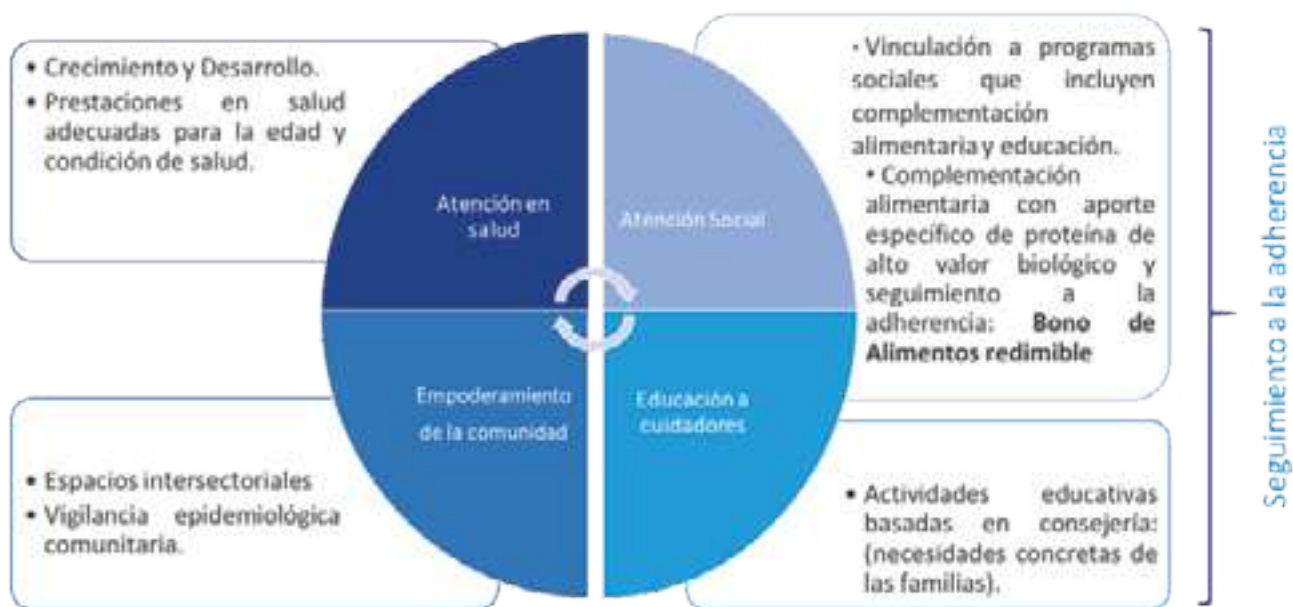 • Crecimiento y Desarrollo.
• Prestaciones en salud
adecuadas para la edad y
condición de salud.
Atención en
salud
Atención Social
• Vinculación a programas
sociales que incluyen
complementación
alimentaria y educación.
• Complementación
alimentaria con aporte
específico de proteína de
alto valor biológico y
seguimiento a la
adherencia: Bono de
Alimentos redimible
Empoderamiento
de la comunidad
Educación a
cuidadores
• Espacios intersectoriales
• Vigilancia epidemiológica
comunitaria.
• Actividades educativas
basadas en consejería:
(necesidades concretas de
las familias).
Seguimiento a la adherencia